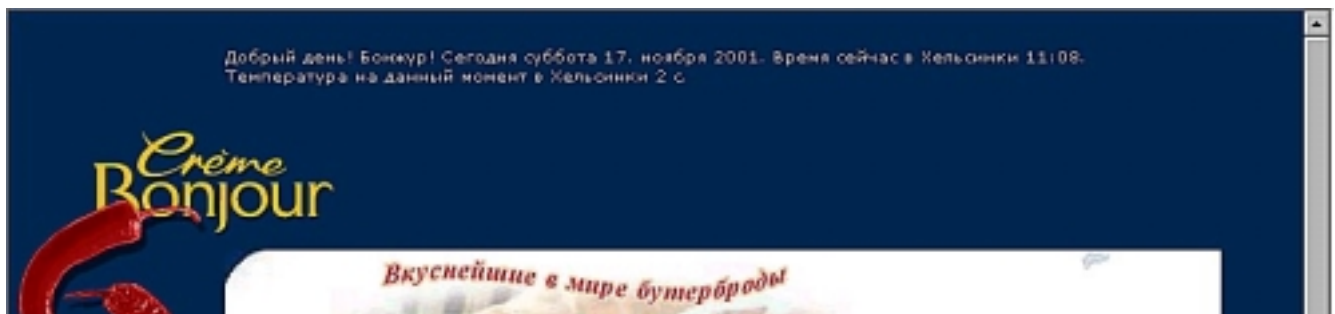 Добрый день! Бонжур! Сегодня суббота 17. ноября 2001. Время сейчас в Хельсинки 11:08.
Температура на данный момент в Хельсинки 2 c
Crème
Bonjour
Вкуснейшие в мире бутерброды